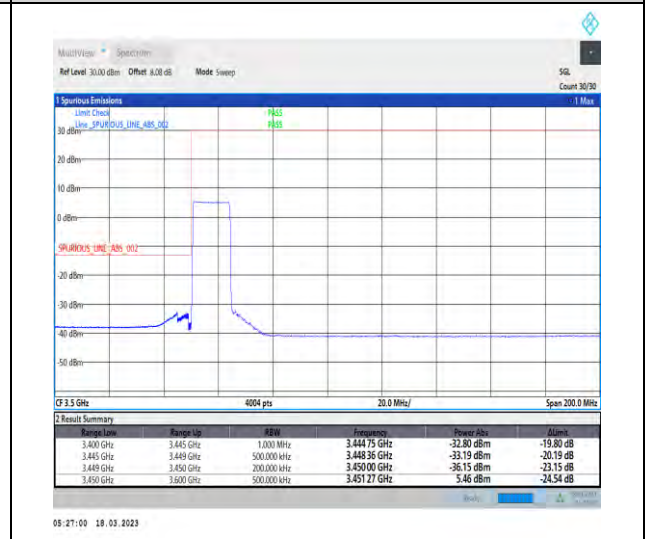 MultiView Spectrum
Ref Level 30.00 dBm Offset 8.08 dB Mode Sweep SGL
Count 30/30
1 Spurious Emissions 1 Max
Limit Check PASS
Line _SPURIOUS_LINE_ABS_002 PASS
30 dBm
20 dBm
10 dBm
0 dBm
SPURIOUS_LINE_ABS_002
-20 dBm
-30 dBm
-40 dBm
-50 dBm
CF 3.5 GHz 4004 pts 20.0 MHz/ Span 200.0 MHz
2 Result Summary
Range Low Range Up RBW Frequency Power Abs ΔLimit
3.400 GHz 3.445 GHz 1.000 MHz 3.444 75 GHz -32.80 dBm -19.80 dB
3.445 GHz 3.449 GHz 500.000 kHz 3.448 36 GHz -33.19 dBm -20.19 dB
3.449 GHz 3.450 GHz 200.000 kHz 3.450 00 GHz -36.15 dBm -23.15 dB
3.450 GHz 3.600 GHz 500.000 kHz 3.451 27 GHz 5.46 dBm -24.54 dB
Ready
05:27:00 18.03.2023